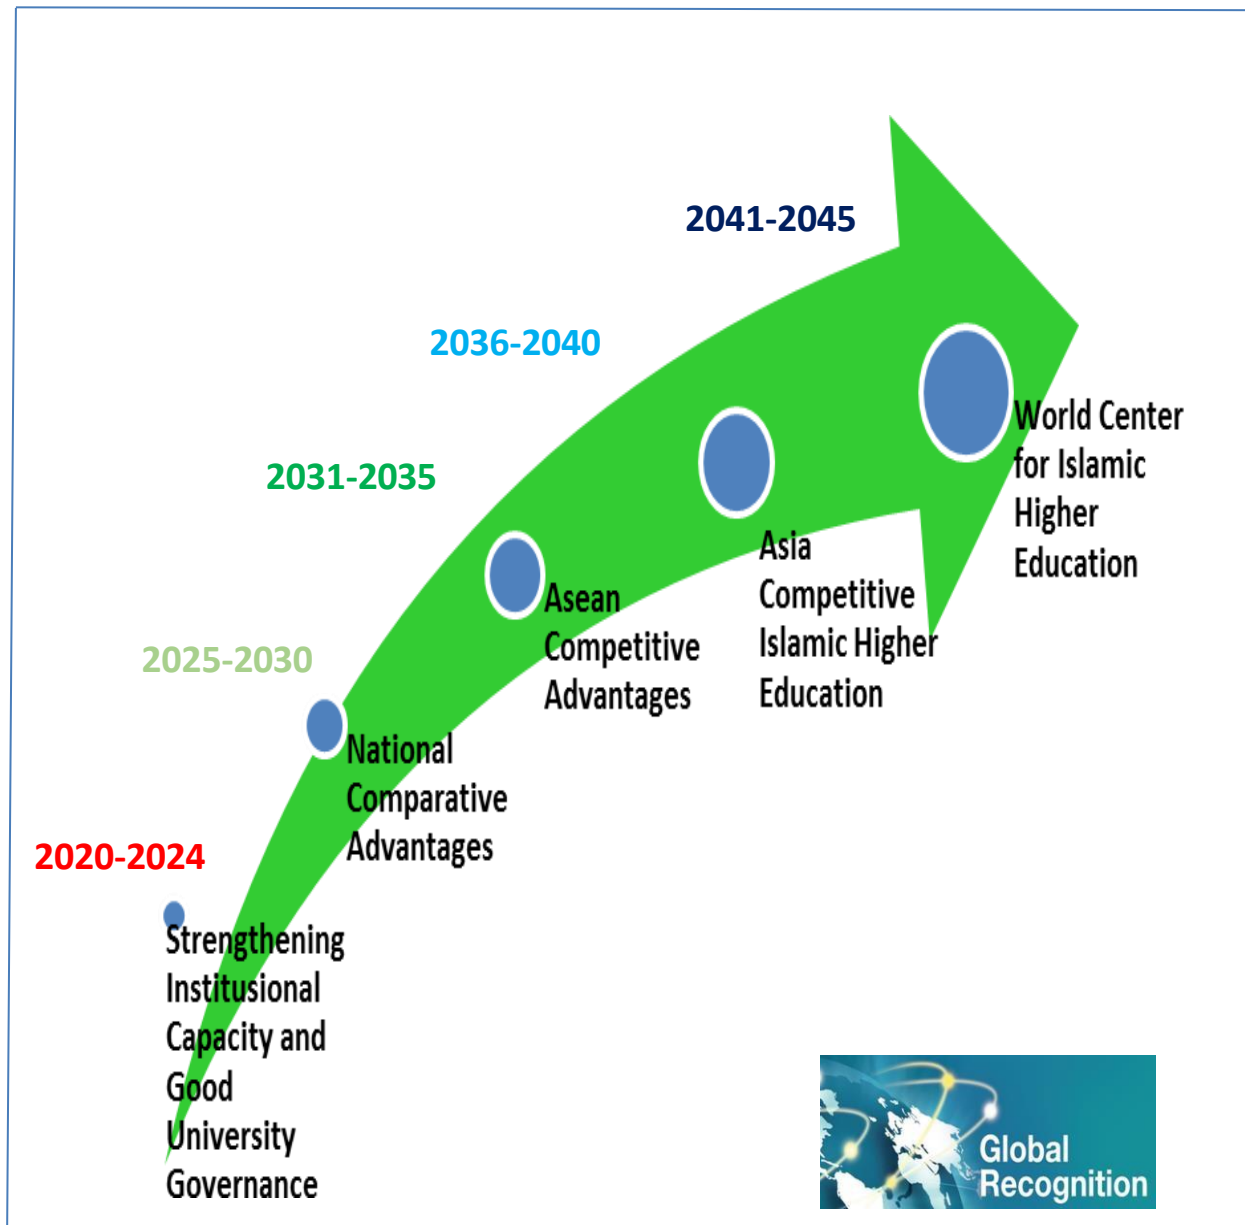 2020-2024
Strengthening
Institusional
Capacity and
Good
University
Governance
2025-2030
National
Comparative
Advantages
2031-2035
Asean
Competitive
Advantages
2036-2040
Asia
Competitive
Islamic Higher
Education
2041-2045
World Center
for Islamic
Higher
Education
Global
Recognition